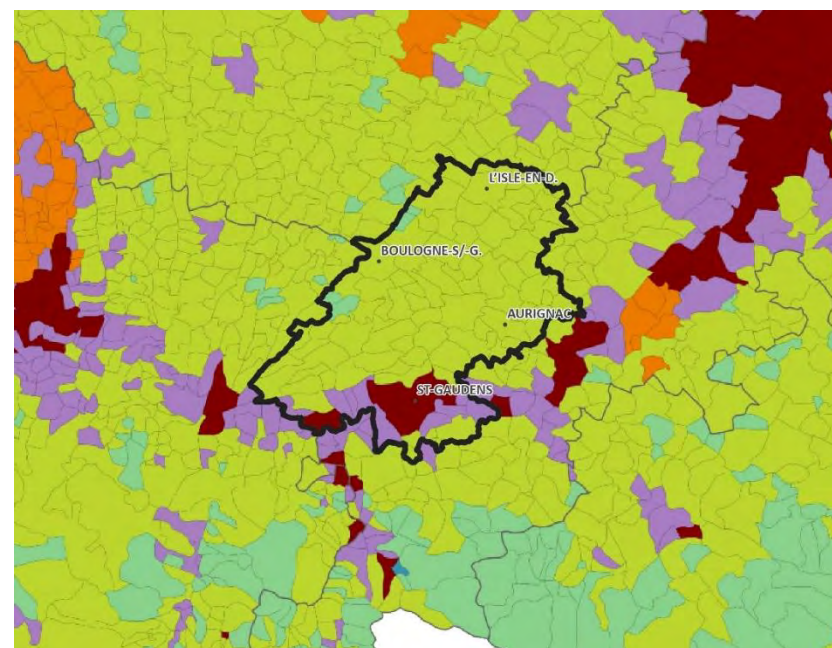 L'ISLE-EN-D.
BOULOGNE-S/-G.
AURIGNAC
ST-GAUDENS